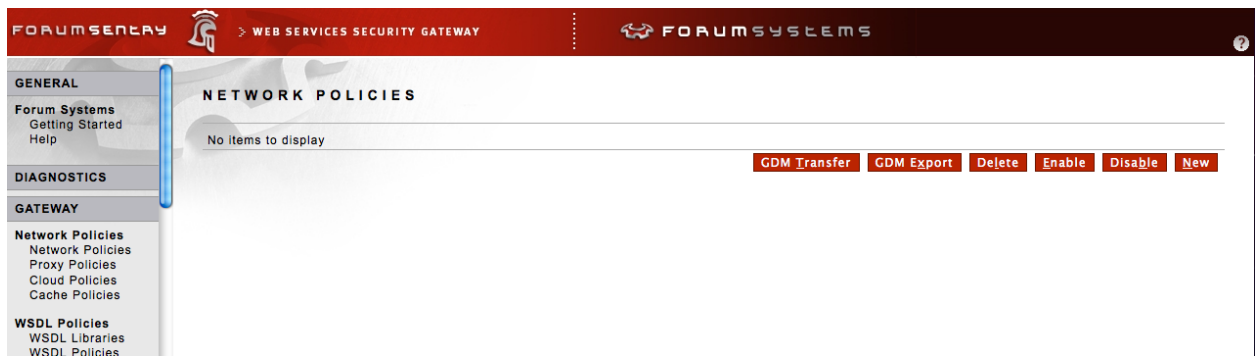 FORUMSENTRY > WEB SERVICES SECURITY GATEWAY FORUMSYSTEMS ?
GENERAL
Forum Systems
Getting Started
Help
DIAGNOSTICS
GATEWAY
Network Policies
Network Policies
Proxy Policies
Cloud Policies
Cache Policies
WSDL Policies
WSDL Libraries
WSDL Policies
NETWORK POLICIES
No items to display
GDM Transfer GDM Export Delete Enable Disable New